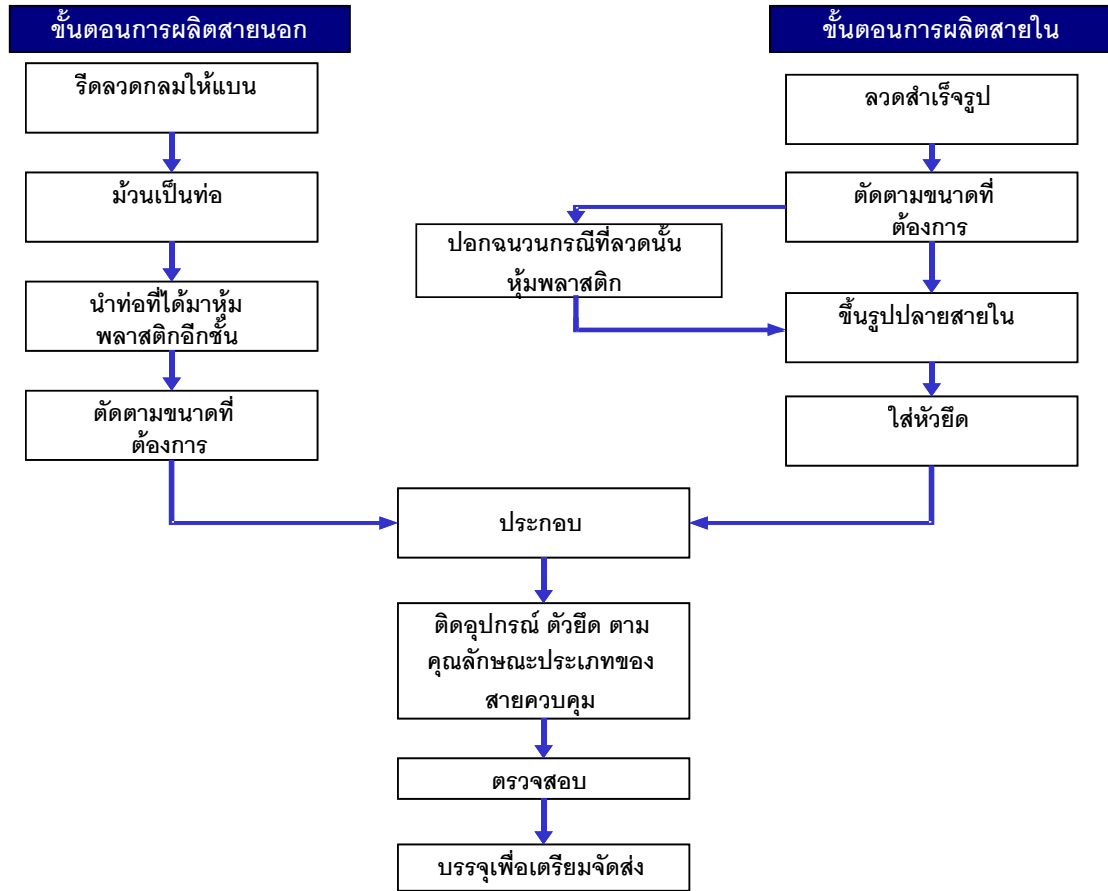 ขั้นตอนการผลิตสายนอก
รีดลวดกลมให้แบน
ม้วนเป็นท่อ
นำท่อที่ได้มาหุ้ม
พลาสติกอีกชั้น
ตัดตามขนาดที่
ต้องการ
ขั้นตอนการผลิตสายใน
ลวดสำเร็จรูป
ตัดตามขนาดที่
ต้องการ
ปอกฉนวนกรณีที่ลวดนั้น
หุ้มพลาสติก
ขึ้นรูปปลายสายใน
ใส่หัวยึด
ประกอบ
ติดอุปกรณ์ ตัวยึด ตาม
คุณลักษณะประเภทของ
สายควบคุม
ตรวจสอบ
บรรจุเพื่อเตรียมจัดส่ง